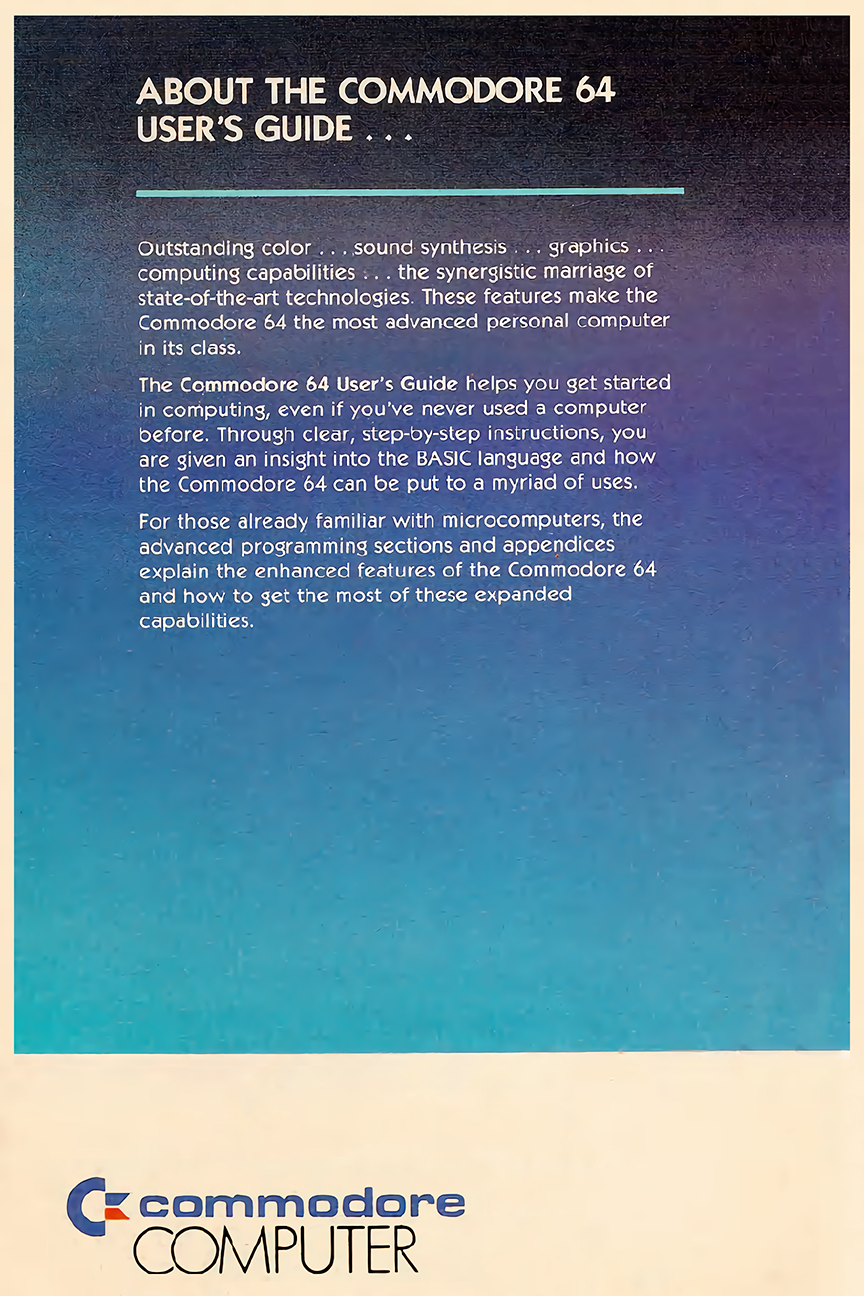 ABOUT THE COMMODORE 64
USER'S GUIDE . . .
Outstanding color . . . sound synthesis . . . graphics . . .
computing capabilities . . . the synergistic marriage of
state-of-the-art technologies. These features make the
Commodore 64 the most advanced personal computer
in its class.
The Commodore 64 User's Guide helps you get started
in computing, even if you've never used a computer
before. Through clear, step-by-step instructions, you
are given an insight into the BASIC language and how
the Commodore 64 can be put to a myriad of uses.
For those already familiar with microcomputers, the
advanced programming sections and appendices
explain the enhanced features of the Commodore 64
and how to get the most of these expanded
capabilities.
commodore
COMPUTER